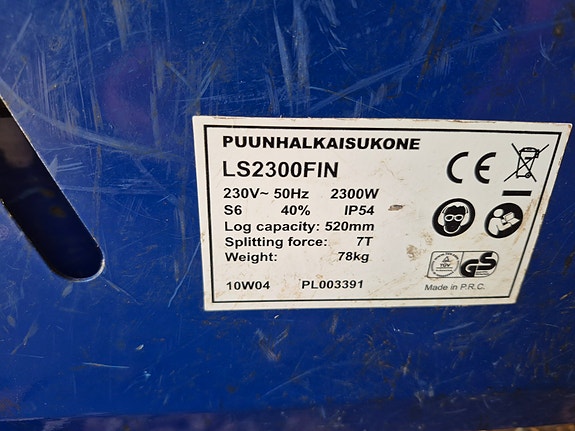 PUUNHALKAISUKONE
LS2300FIN
230V~ 50Hz 2300W
S6 40% IP54
Log capacity: 520mm
Splitting force: 7T
Weight: 78kg
10W04 PL003391
CE
TÜV
GS
Made in P.R.C.